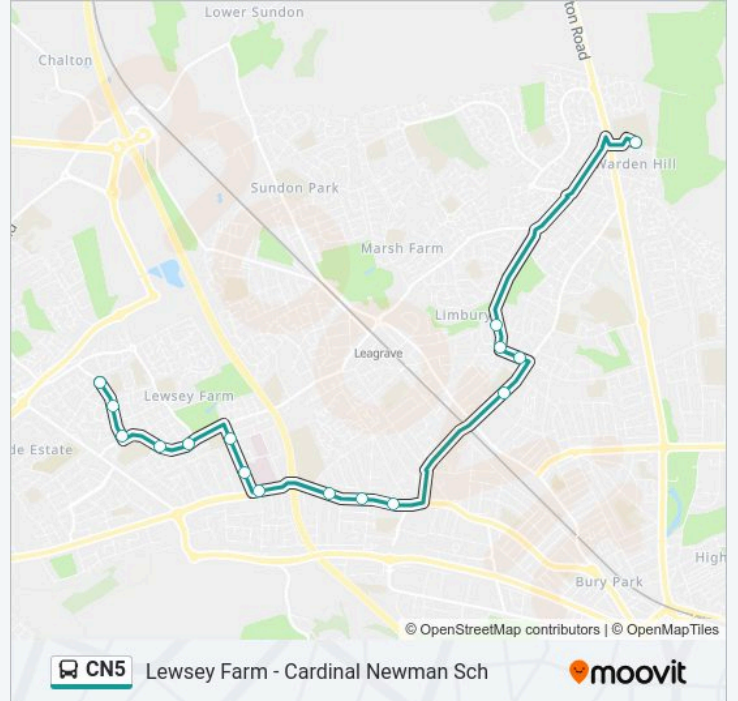 Lower Sundon
ton Road
Chalton
Warden Hill
Sundon Park
Marsh Farm
Limbury
Leagrave
Lewsey Farm
de Estate
High
Bury Park
© OpenStreetMap contributors | © OpenMapTiles
CN5 Lewsey Farm - Cardinal Newman Sch moovit